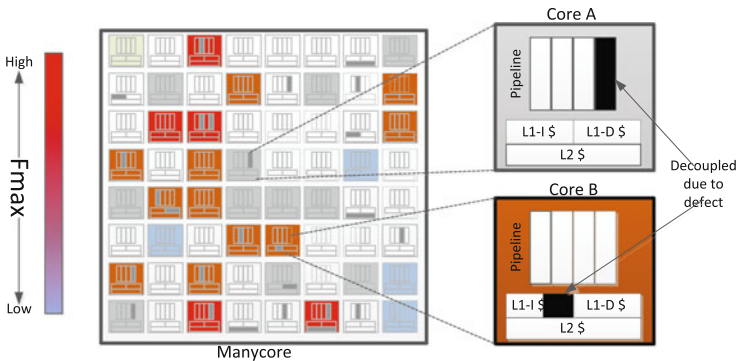 High
Fmax
Low
Manycore
Core A
Pipeline
L1-I $
L1-D $
L2 $
Decoupled
due to
defect
Core B
Pipeline
L1-I $
L1-D $
L2 $